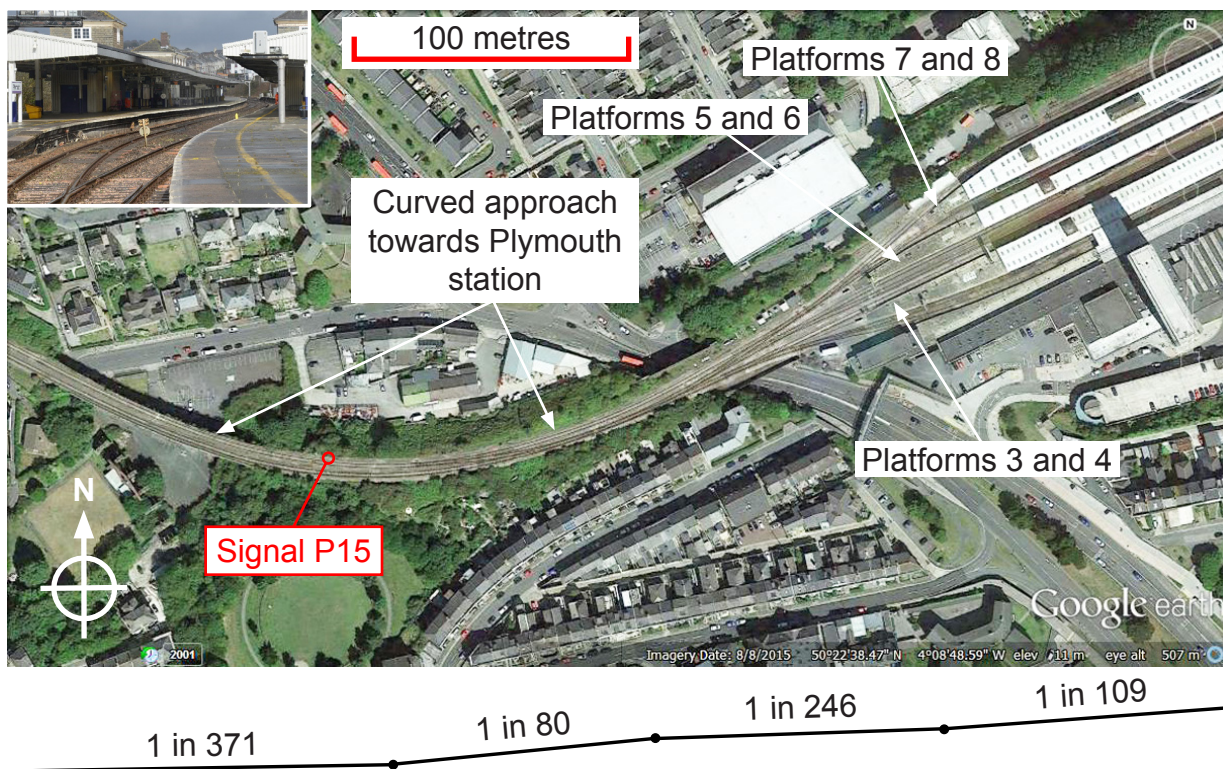 100 metres
Platforms 7 and 8
Platforms 5 and 6
Curved approach
towards Plymouth
station
Platforms 3 and 4
Signal P15
N
N
Google earth
2001
Imagery Date: 8/8/2015 50°22'38.47" N 4°08'48.59" W elev 11 m eye alt 507 m
1 in 371
1 in 80
1 in 246
1 in 109